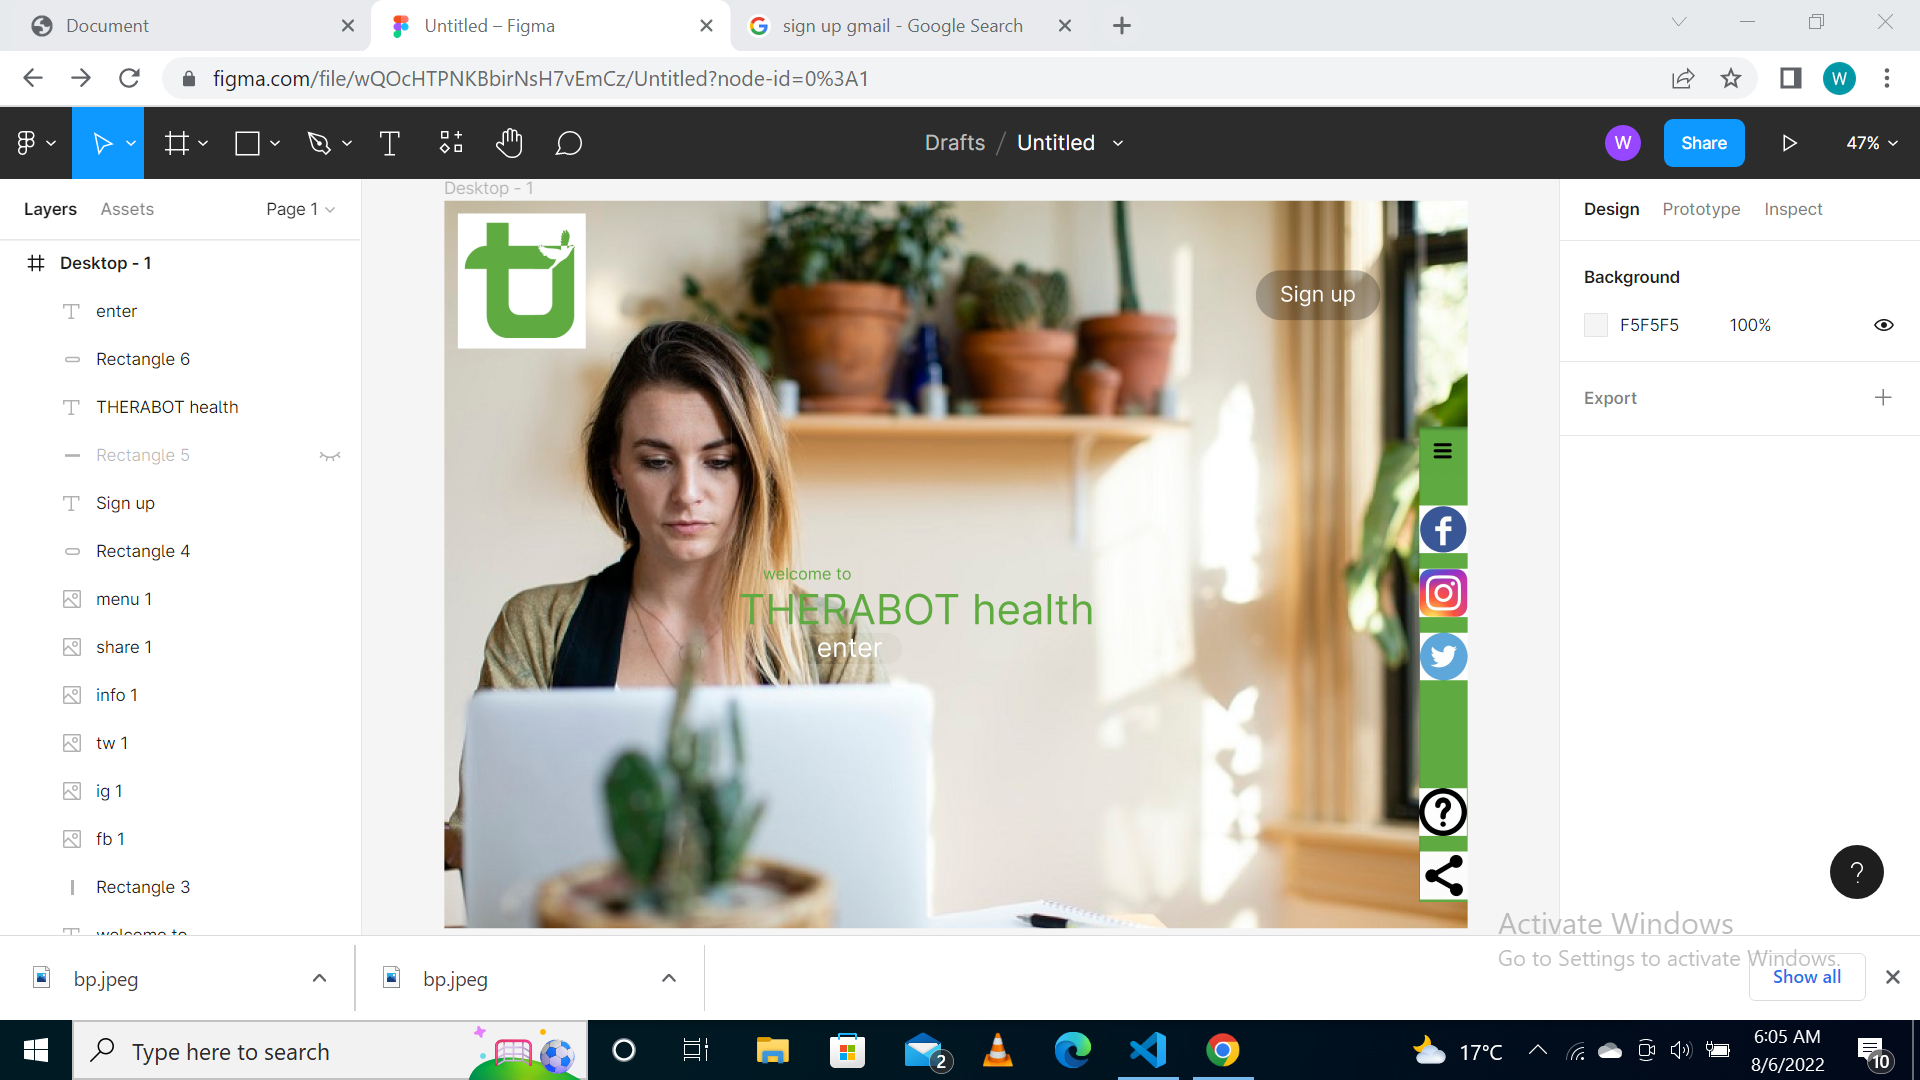 Document
Untitled – Figma
sign up gmail - Google Search
figma.com/file/wQOcHTPNKBbirNsH7vEmCz/Untitled?node-id=0%3A1
W
Drafts / Untitled
W
Share
47%
Layers
Assets
Page 1
Desktop - 1
Design
Prototype
Inspect
Desktop - 1
enter
Rectangle 6
THERABOT health
Rectangle 5
Sign up
Rectangle 4
menu 1
share 1
info 1
tw 1
ig 1
fb 1
Rectangle 3
welcome to
Sign up
welcome to
THERABOT health
enter
Background
F5F5F5
100%
Export
?
Activate Windows
Go to Settings to activate Windows.
bp.jpeg
bp.jpeg
Show all
Type here to search
2
17°C
6:05 AM
8/6/2022
10